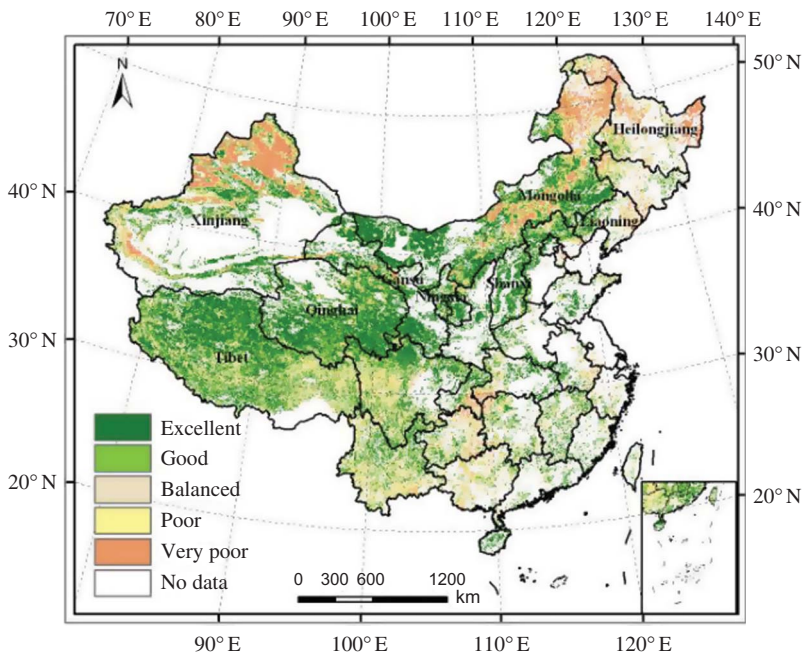 70° E 80° E 90° E 100° E 110° E 120° E 130° E 140° E
50° N
N
Heilongjiang
40° N
40° N
Mongolia
Xinjiang
Liaoning
Gansu
Shanxi
Ningxia
Qinghai
30° N
30° N
Tibet
Excellent
Good
Balanced
20° N
20° N
Poor
Very poor
No data
0 300 600 1200
km
90° E 100° E 110° E 120° E